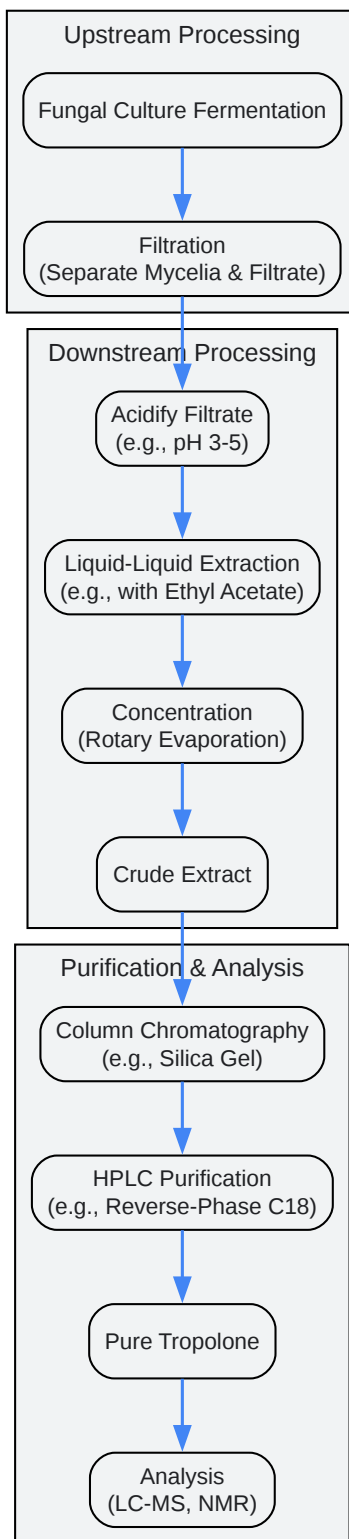 Upstream Processing
Fungal Culture Fermentation
Filtration
(Separate Mycelia & Filtrate)
Downstream Processing
Acidify Filtrate
(e.g., pH 3-5)
Liquid-Liquid Extraction
(e.g., with Ethyl Acetate)
Concentration
(Rotary Evaporation)
Crude Extract
Purification & Analysis
Column Chromatography
(e.g., Silica Gel)
HPLC Purification
(e.g., Reverse-Phase C18)
Pure Tropolone
Analysis
(LC-MS, NMR)